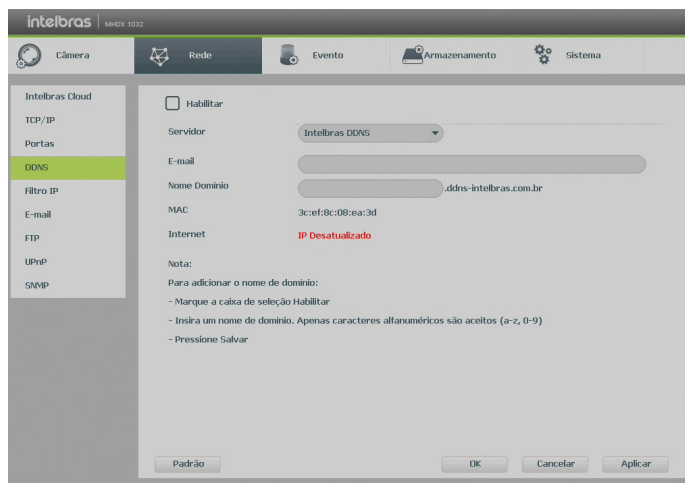 intelbras | MHDX 1032
Câmera Rede Evento Armazenamento Sistema
Intelbras Cloud
TCP/IP
Portas
DDNS
Filtro IP
E-mail
FTP
UPnP
SNMP
Habilitar
Servidor Intelbras DDNS
E-mail
Nome Dominio .ddns-intelbras.com.br
MAC 3c:ef:8c:08:ea:3d
Internet IP Desatualizado
Nota:
Para adicionar o nome de domínio:
- Marque a caixa de seleção Habilitar
- Insira um nome de domínio. Apenas caracteres alfanuméricos são aceitos (a-z, 0-9)
- Pressione Salvar
Padrão OK Cancelar Aplicar